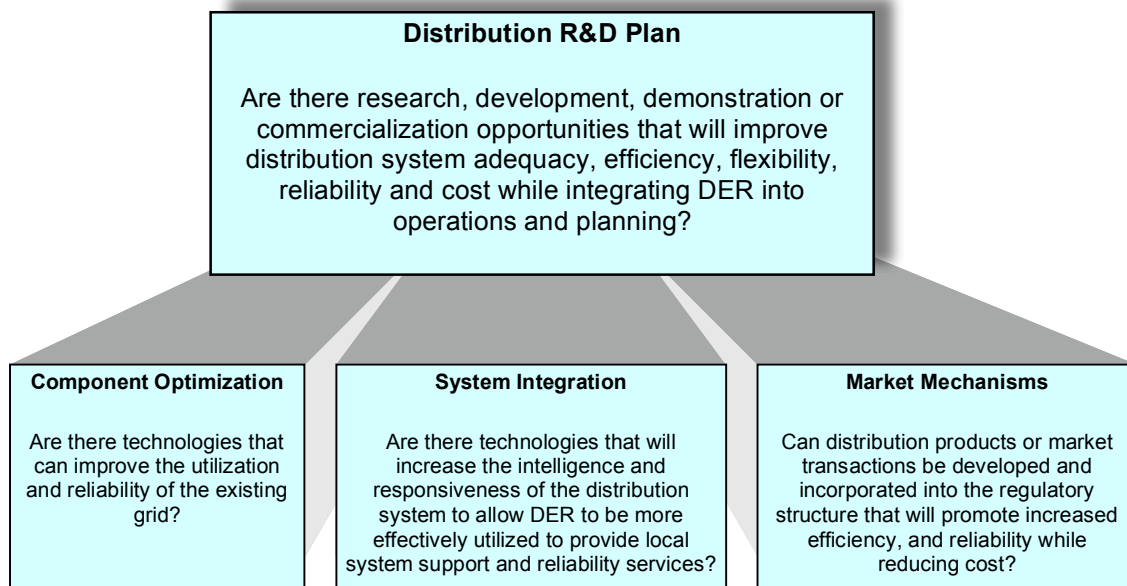 Distribution R&D Plan
Are there research, development, demonstration or
commercialization opportunities that will improve
distribution system adequacy, efficiency, flexibility,
reliability and cost while integrating DER into
operations and planning?
Component Optimization
Are there technologies that
can improve the utilization
and reliability of the existing
grid?
System Integration
Are there technologies that will
increase the intelligence and
responsiveness of the distribution
system to allow DER to be more
effectively utilized to provide local
system support and reliability services?
Market Mechanisms
Can distribution products or market
transactions be developed and
incorporated into the regulatory
structure that will promote increased
efficiency, and reliability while
reducing cost?